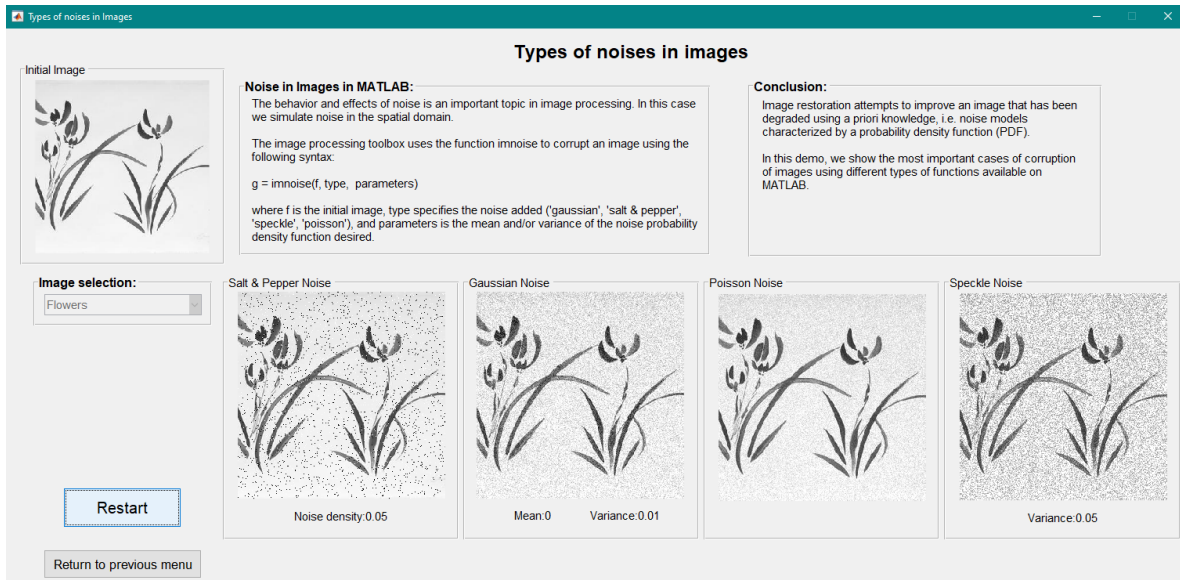 Types of noises in Images
Types of noises in images
Initial Image
Noise in Images in MATLAB:
The behavior and effects of noise is an important topic in image processing. In this case
we simulate noise in the spatial domain.
The image processing toolbox uses the function imnoise to corrupt an image using the
following syntax:
g = imnoise(f, type,  parameters)
where f is the initial image, type specifies the noise added ('gaussian', 'salt & pepper',
'speckle', 'poisson'), and parameters is the mean and/or variance of the noise probability
density function desired.
Conclusion:
Image restoration attempts to improve an image that has been
degraded using a priori knowledge, i.e. noise models
characterized by a probability density function (PDF).
In this demo, we show the most important cases of corruption
of images using different types of functions available on
MATLAB.
Image selection:
Flowers
Salt & Pepper Noise
Noise density:0.05
Gaussian Noise
Mean:0
Variance:0.01
Poisson Noise
Speckle Noise
Variance:0.05
Restart
Return to previous menu